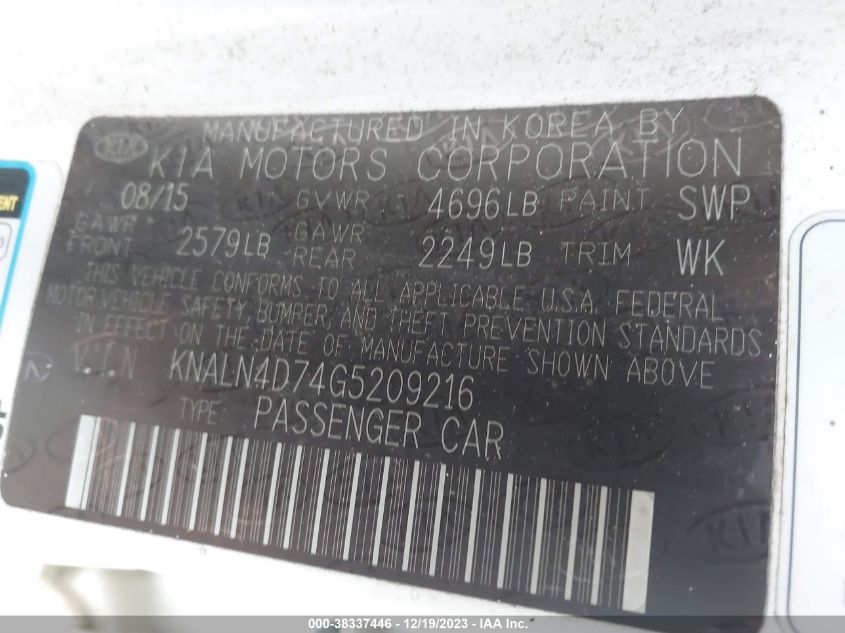 MANUFACTURED IN KOREA BY
KIA KIA MOTORS CORPORATION
08/15 GVWR 4696LB PAINT SWP
GAWR FRONT 2579LB GAWR REAR 2249LB TRIM WK
THIS VEHICLE CONFORMS TO ALL APPLICABLE U.S.A. FEDERAL
MOTOR VEHICLE SAFETY, BUMPER, AND THEFT PREVENTION STANDARDS
IN EFFECT ON THE DATE OF MANUFACTURE SHOWN ABOVE
V.I.N KNALN4D74G5209216
TYPE: PASSENGER CAR
KIA
000-38337446 - 12/19/2023 - IAA Inc.